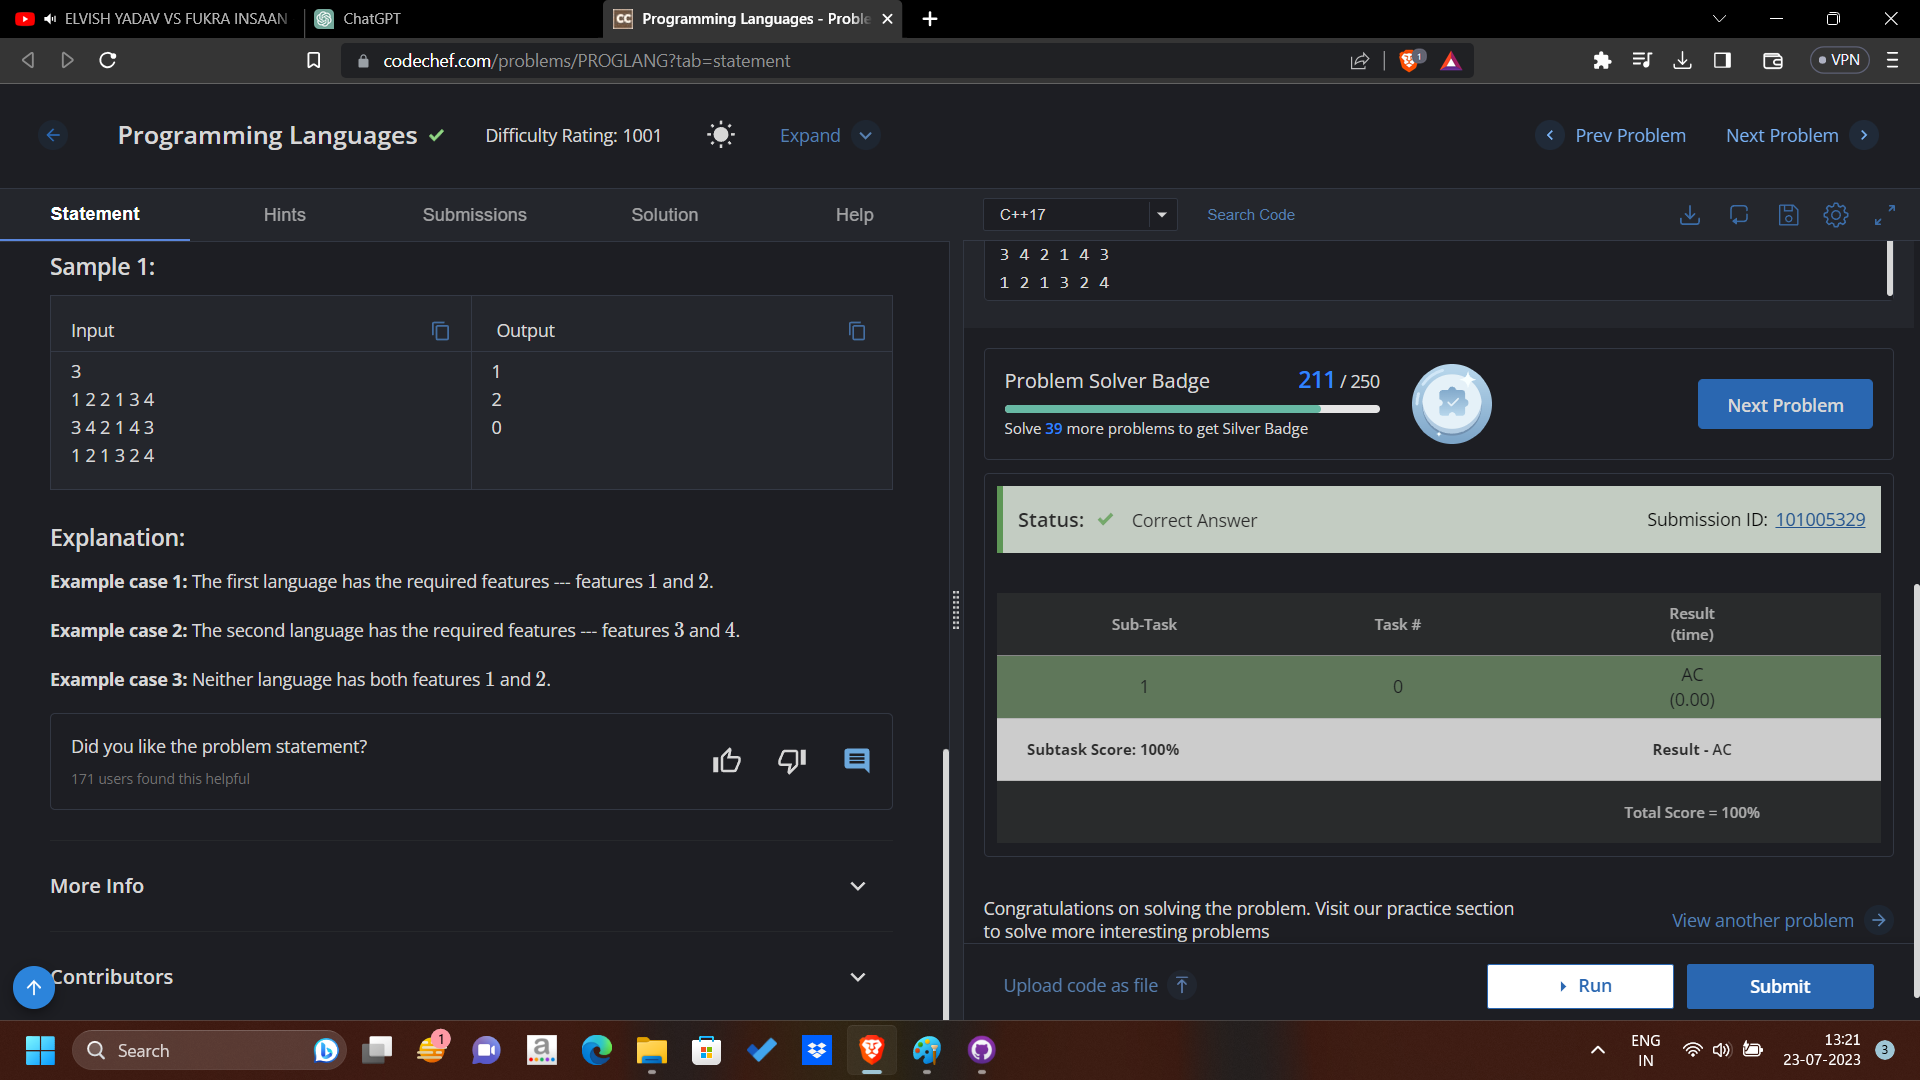 ELVISH YADAV VS FUKRA INSAAN
ChatGPT
CC Programming Languages - Proble
codechef.com/problems/PROGLANG?tab=statement
1
VPN
Programming Languages
Difficulty Rating: 1001
Expand
Prev Problem
Next Problem
Statement
Hints
Submissions
Solution
Help
C++17
Search Code
Sample 1:
Input
Output
3
1 2 2 1 3 4
3 4 2 1 4 3
1 2 1 3 2 4
1
2
0
Explanation:
Example case 1: The first language has the required features --- features 1 and 2.
Example case 2: The second language has the required features --- features 3 and 4.
Example case 3: Neither language has both features 1 and 2.
Did you like the problem statement?
171 users found this helpful
More Info
Contributors
3 4 2 1 4 3
1 2 1 3 2 4
Problem Solver Badge
211 / 250
Solve 39 more problems to get Silver Badge
Next Problem
Status:
Correct Answer
Submission ID: 101005329
Sub-Task
Task #
Result
(time)
1
0
AC
(0.00)
Subtask Score: 100%
Result - AC
Total Score = 100%
Congratulations on solving the problem. Visit our practice section
to solve more interesting problems
View another problem
Upload code as file
Run
Submit
Search
1
a
ENG
IN
13:21
23-07-2023
3